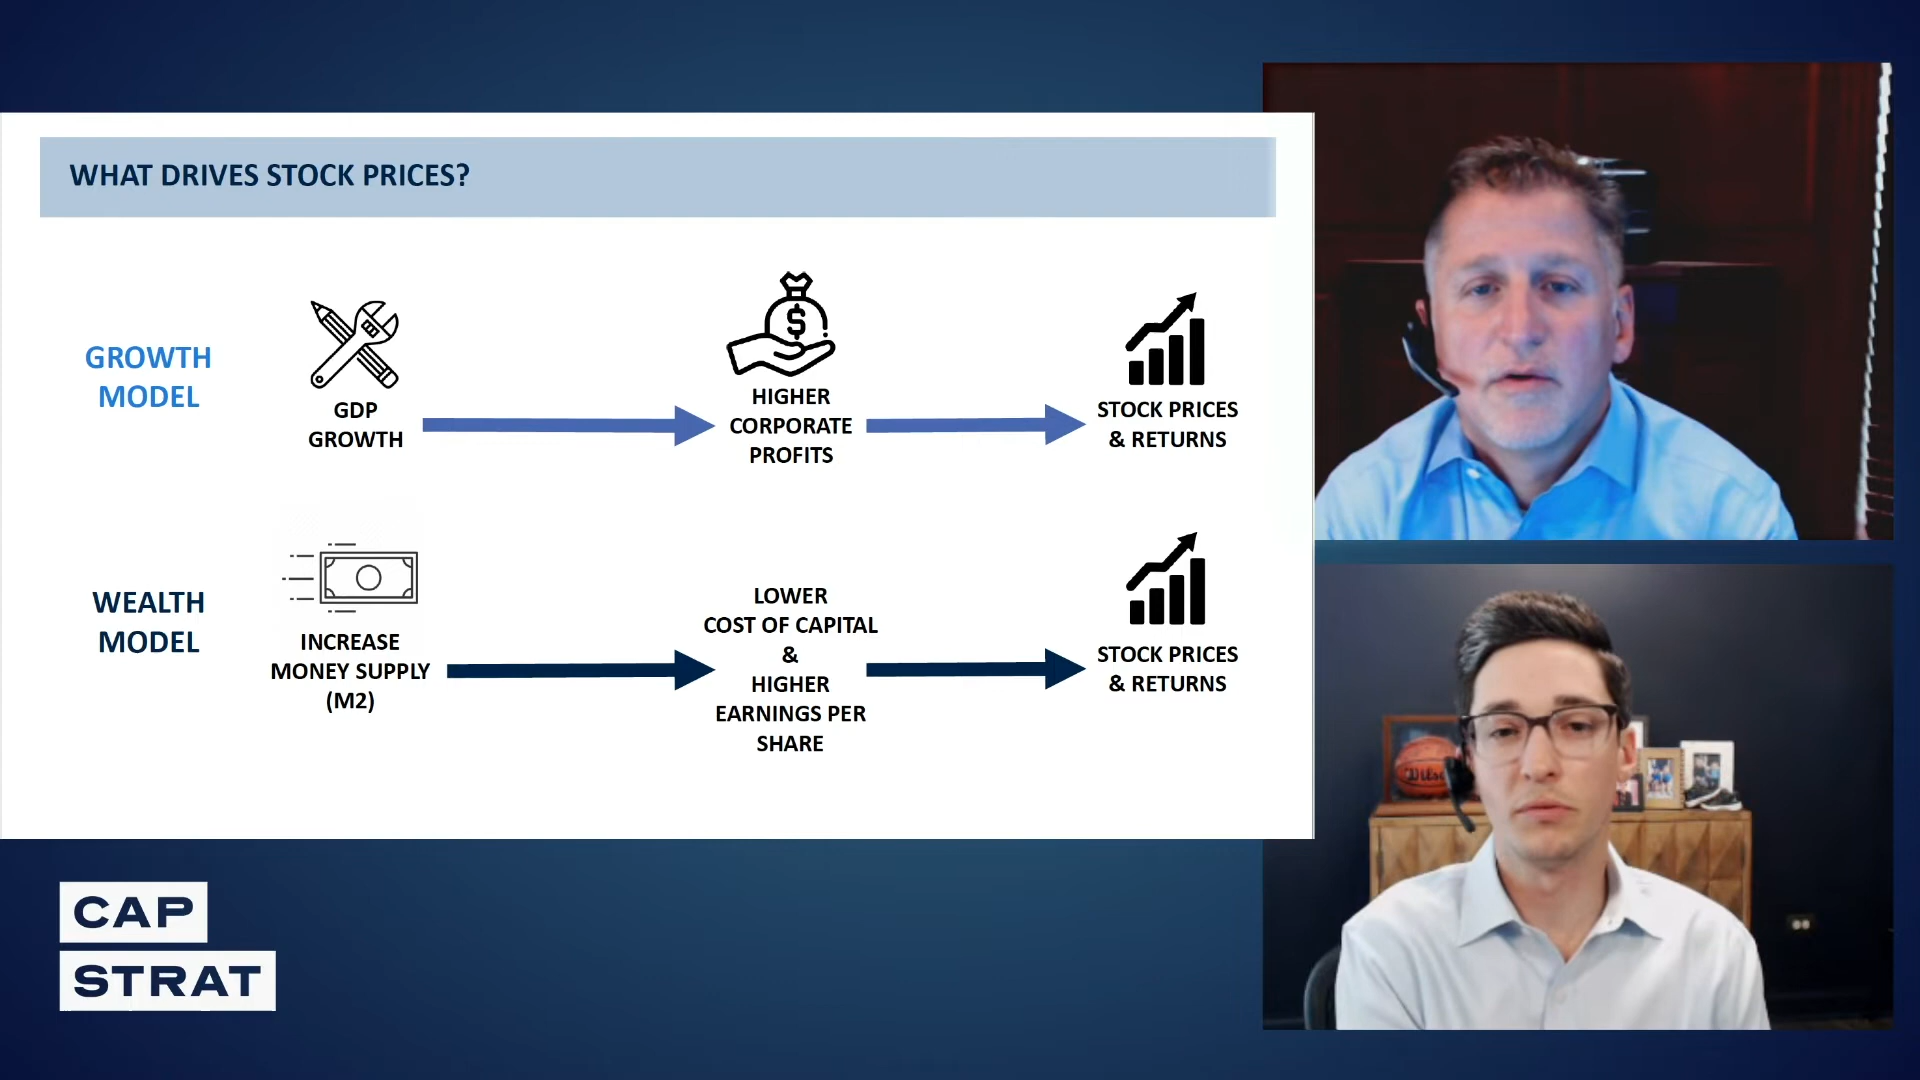 WHAT DRIVES STOCK PRICES?
GROWTH
MODEL
GDP
GROWTH
$
HIGHER
CORPORATE
PROFITS
STOCK PRICES
& RETURNS
WEALTH
MODEL
INCREASE
MONEY SUPPLY
(M2)
LOWER
COST OF CAPITAL
&
HIGHER
EARNINGS PER
SHARE
STOCK PRICES
& RETURNS
Wilson
CAP
STRAT